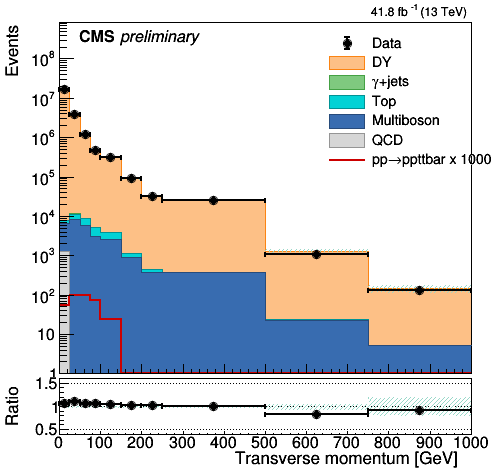 41.8 fb⁻¹ (13 TeV)
CMS preliminary
Events
10⁸
10⁷
10⁶
10⁵
10⁴
10³
10²
10
1
Data
DY
γ+jets
Top
Multiboson
QCD
pp→ppttbar x 1000
Ratio
1.5
1
0.5
0 100 200 300 400 500 600 700 800 900 1000
Transverse momentum [GeV]